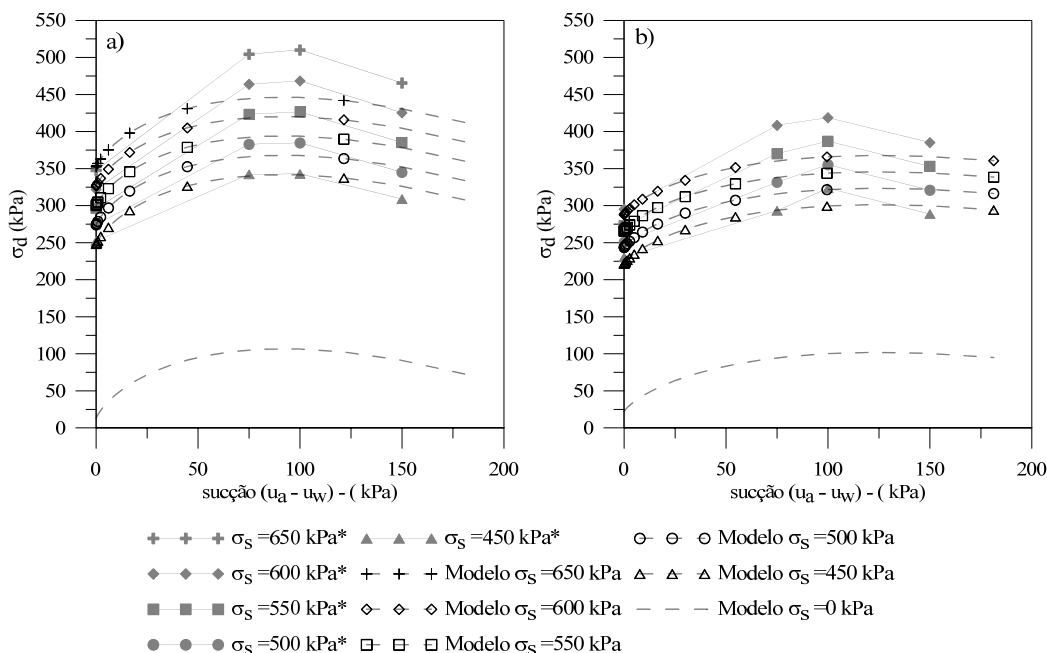 a)
550
500
450
400
350
300
250
200
150
100
50
0
σd (kPa)
0 50 100 150 200
sucção (ua - uw) - ( kPa)
b)
550
500
450
400
350
300
250
200
150
100
50
0
σd (kPa)
0 50 100 150 200
sucção (ua - uw) - ( kPa)
σs =650 kPa* σs =450 kPa* Modelo σs =500 kPa
σs =600 kPa* Modelo σs =650 kPa Modelo σs =450 kPa
σs =550 kPa* Modelo σs =600 kPa Modelo σs =0 kPa
σs =500 kPa* Modelo σs =550 kPa